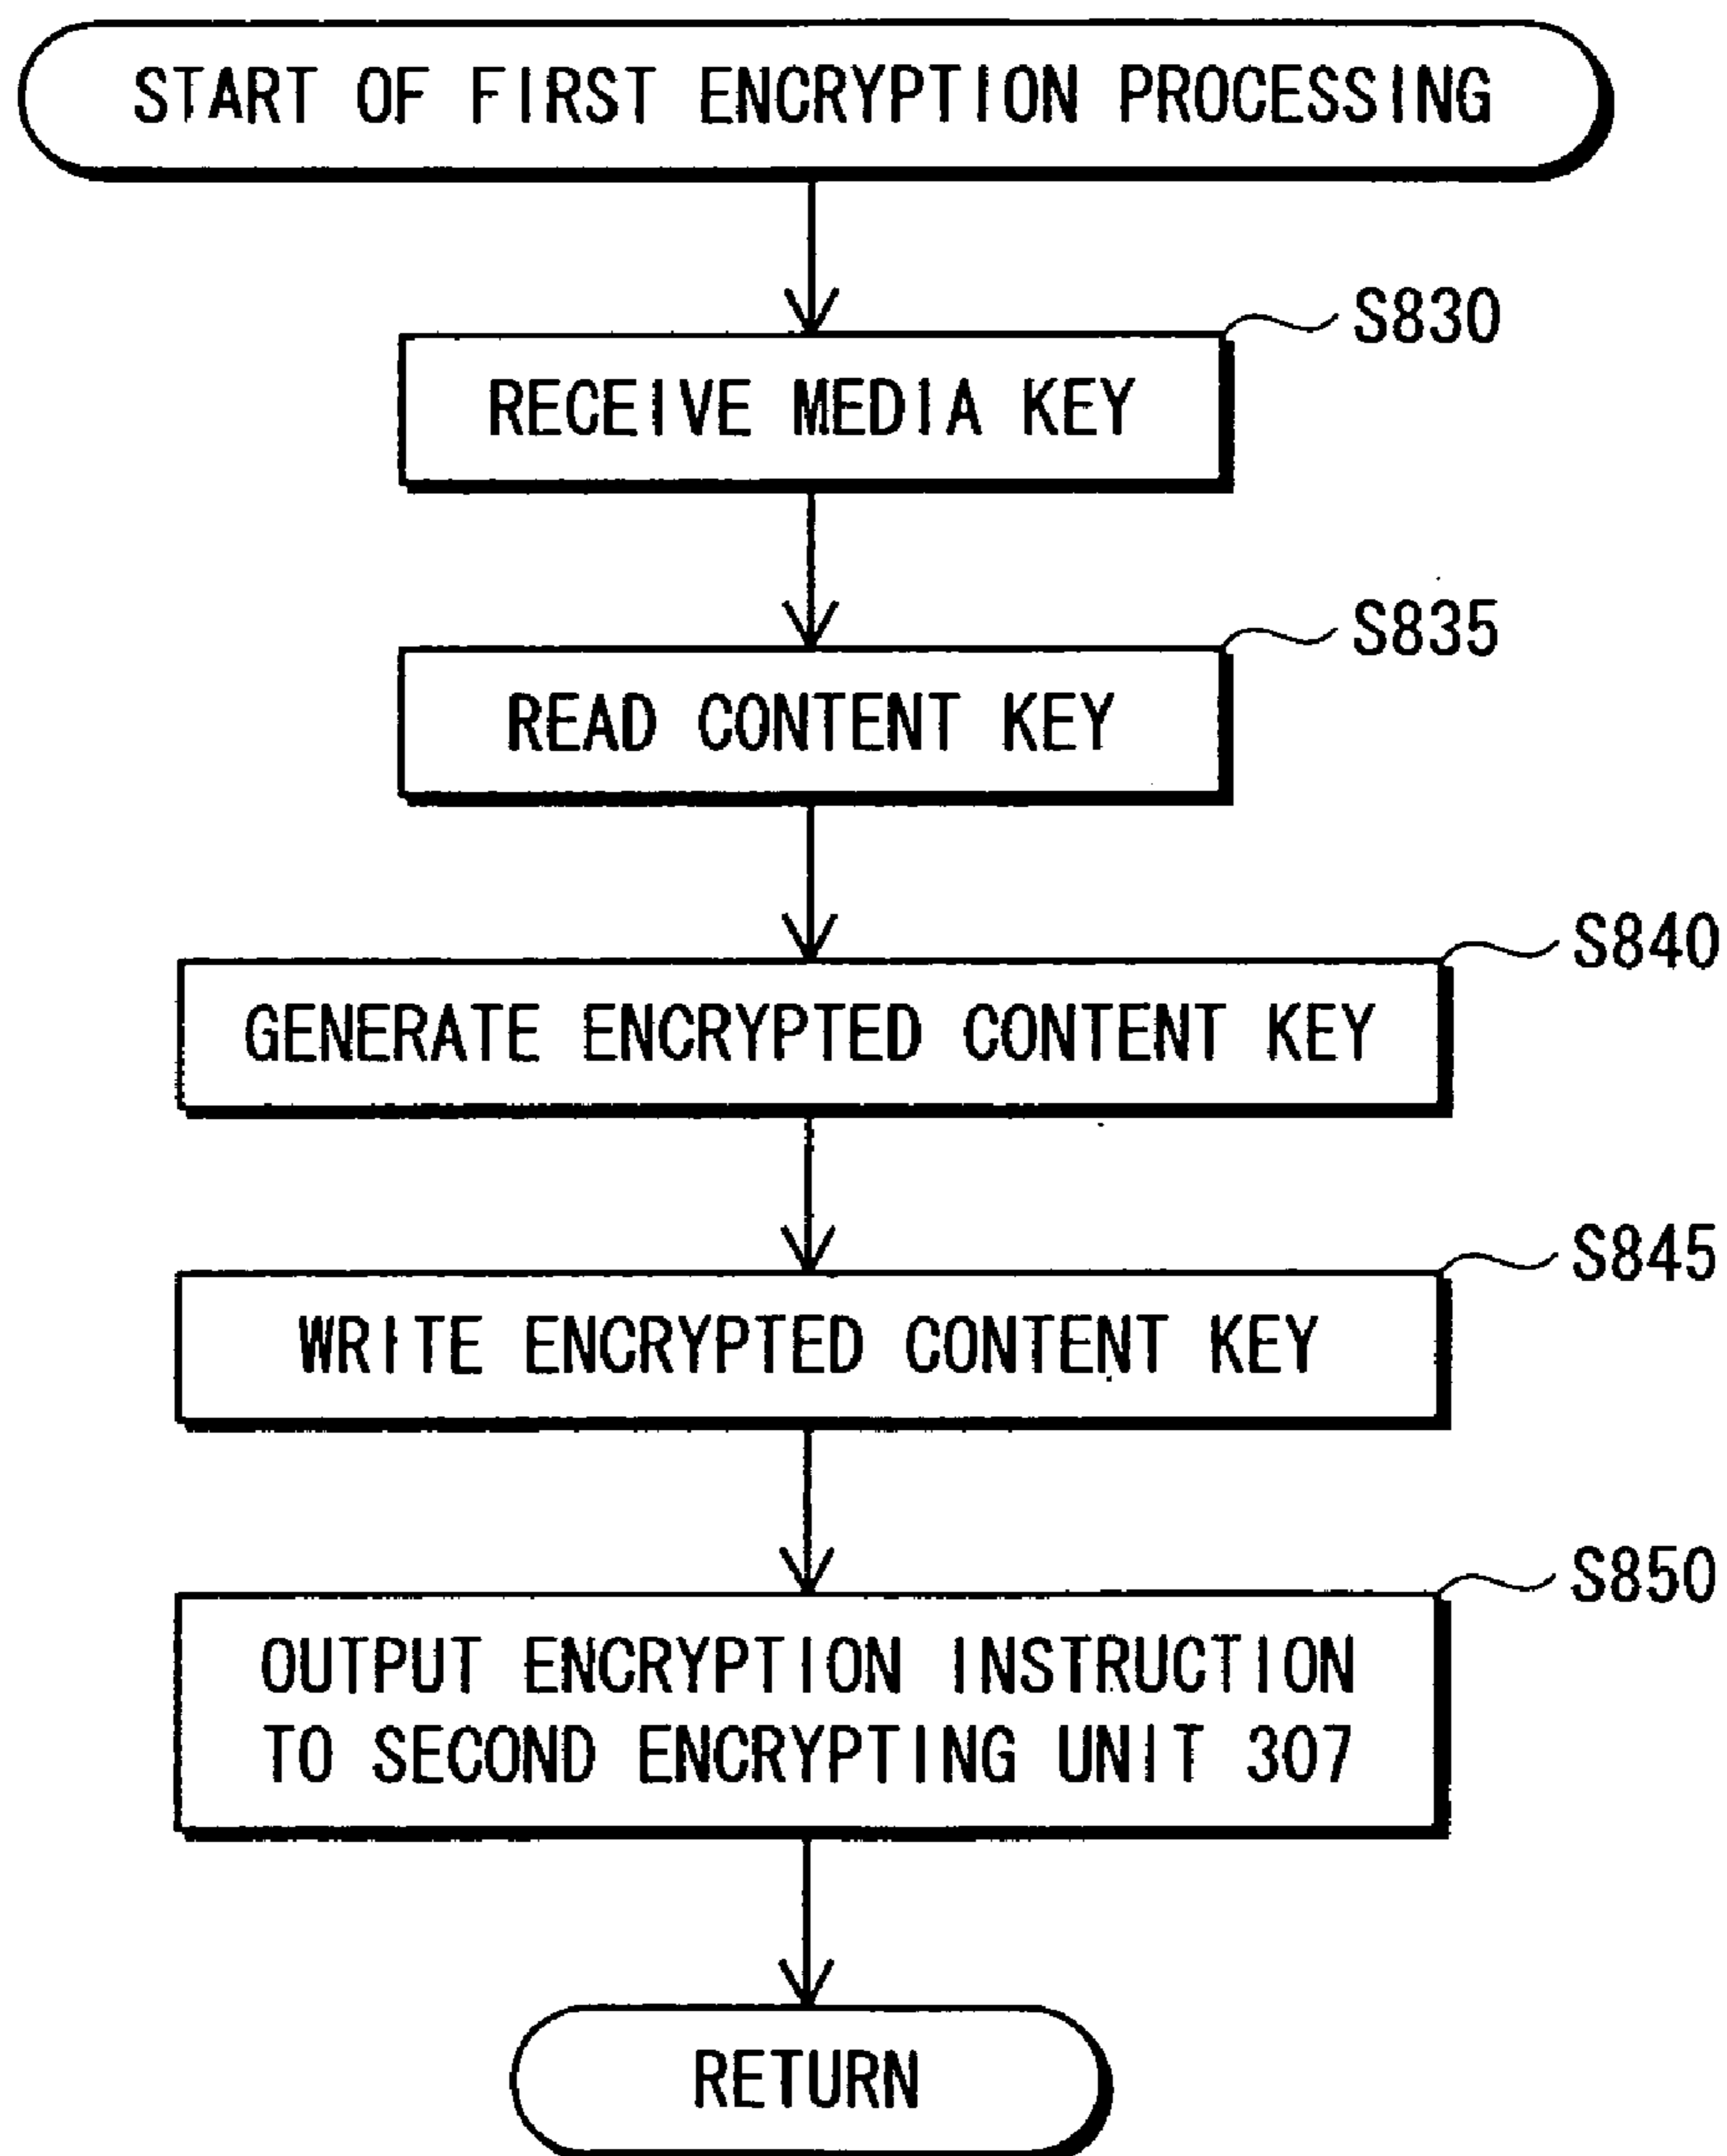 START OF FIRST ENCRYPTION PROCESSING
S830
RECEIVE MEDIA KEY
S835
READ CONTENT KEY
S840
GENERATE ENCRYPTED CONTENT KEY
S845
WRITE ENCRYPTED CONTENT KEY
S850
OUTPUT ENCRYPTION INSTRUCTION
TO SECOND ENCRYPTING UNIT 307
RETURN